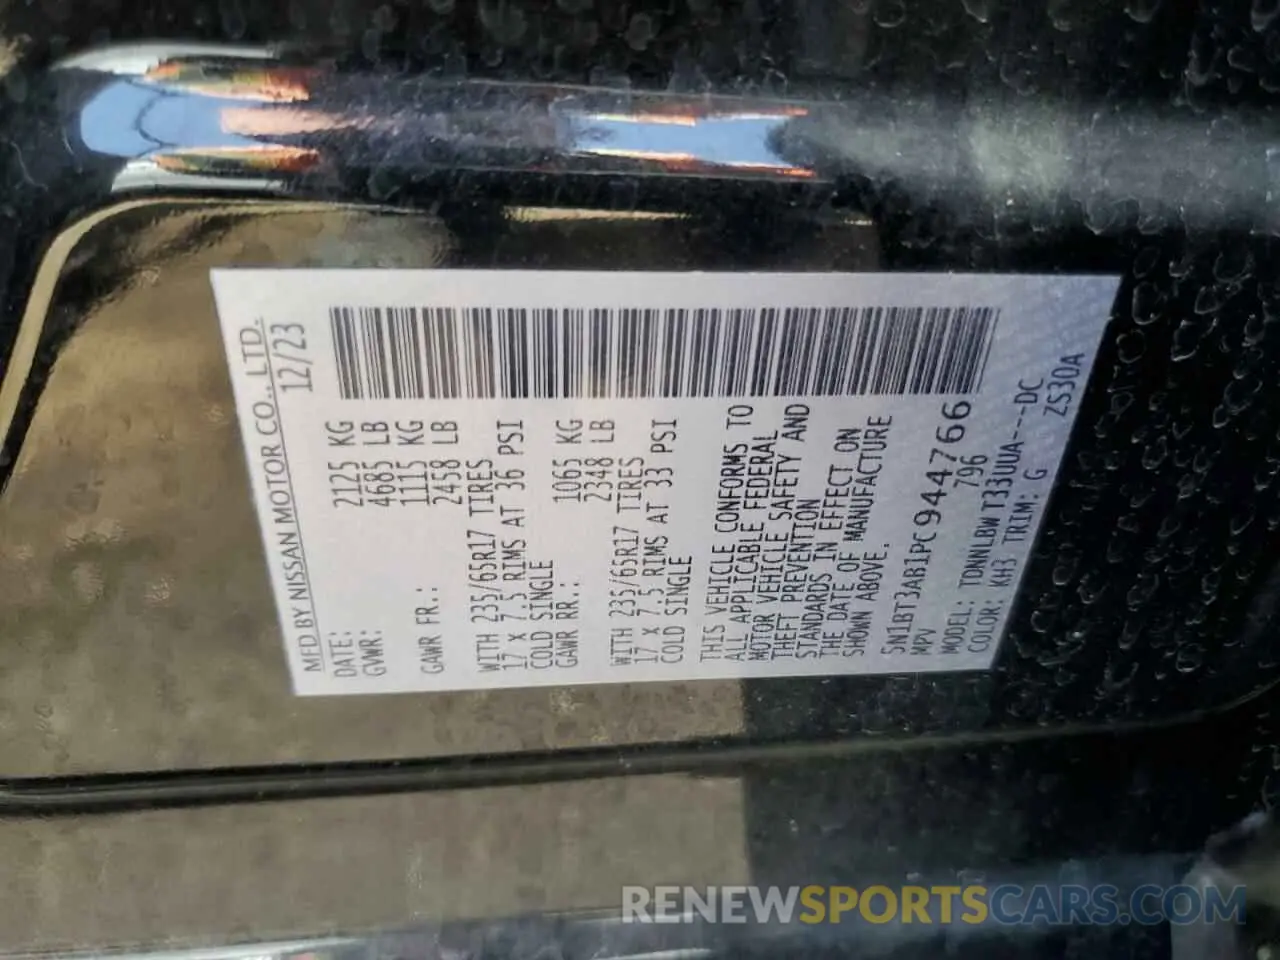 MFD BY NISSAN MOTOR CO., LTD.
DATE: 12/23
GVWR: 2125 KG
4685 LB
GAWR FR.: 1115 KG
2458 LB
WITH 235/65R17 TIRES
17 X 7.5 RIMS AT 36 PSI
COLD SINGLE
GAWR RR.: 1065 KG
2348 LB
WITH 235/65R17 TIRES
17 X 7.5 RIMS AT 33 PSI
COLD SINGLE
THIS VEHICLE CONFORMS TO
ALL APPLICABLE FEDERAL
MOTOR VEHICLE SAFETY AND
THEFT PREVENTION
STANDARDS IN EFFECT ON
THE DATE OF MANUFACTURE
SHOWN ABOVE.
5N1BT3AB1PC944766
MPV 796
MODEL: TDNNLBWT33UUA---DC
COLOR: KH3 TRIM: G ZS30A
RENEWSPORTSCARS.COM